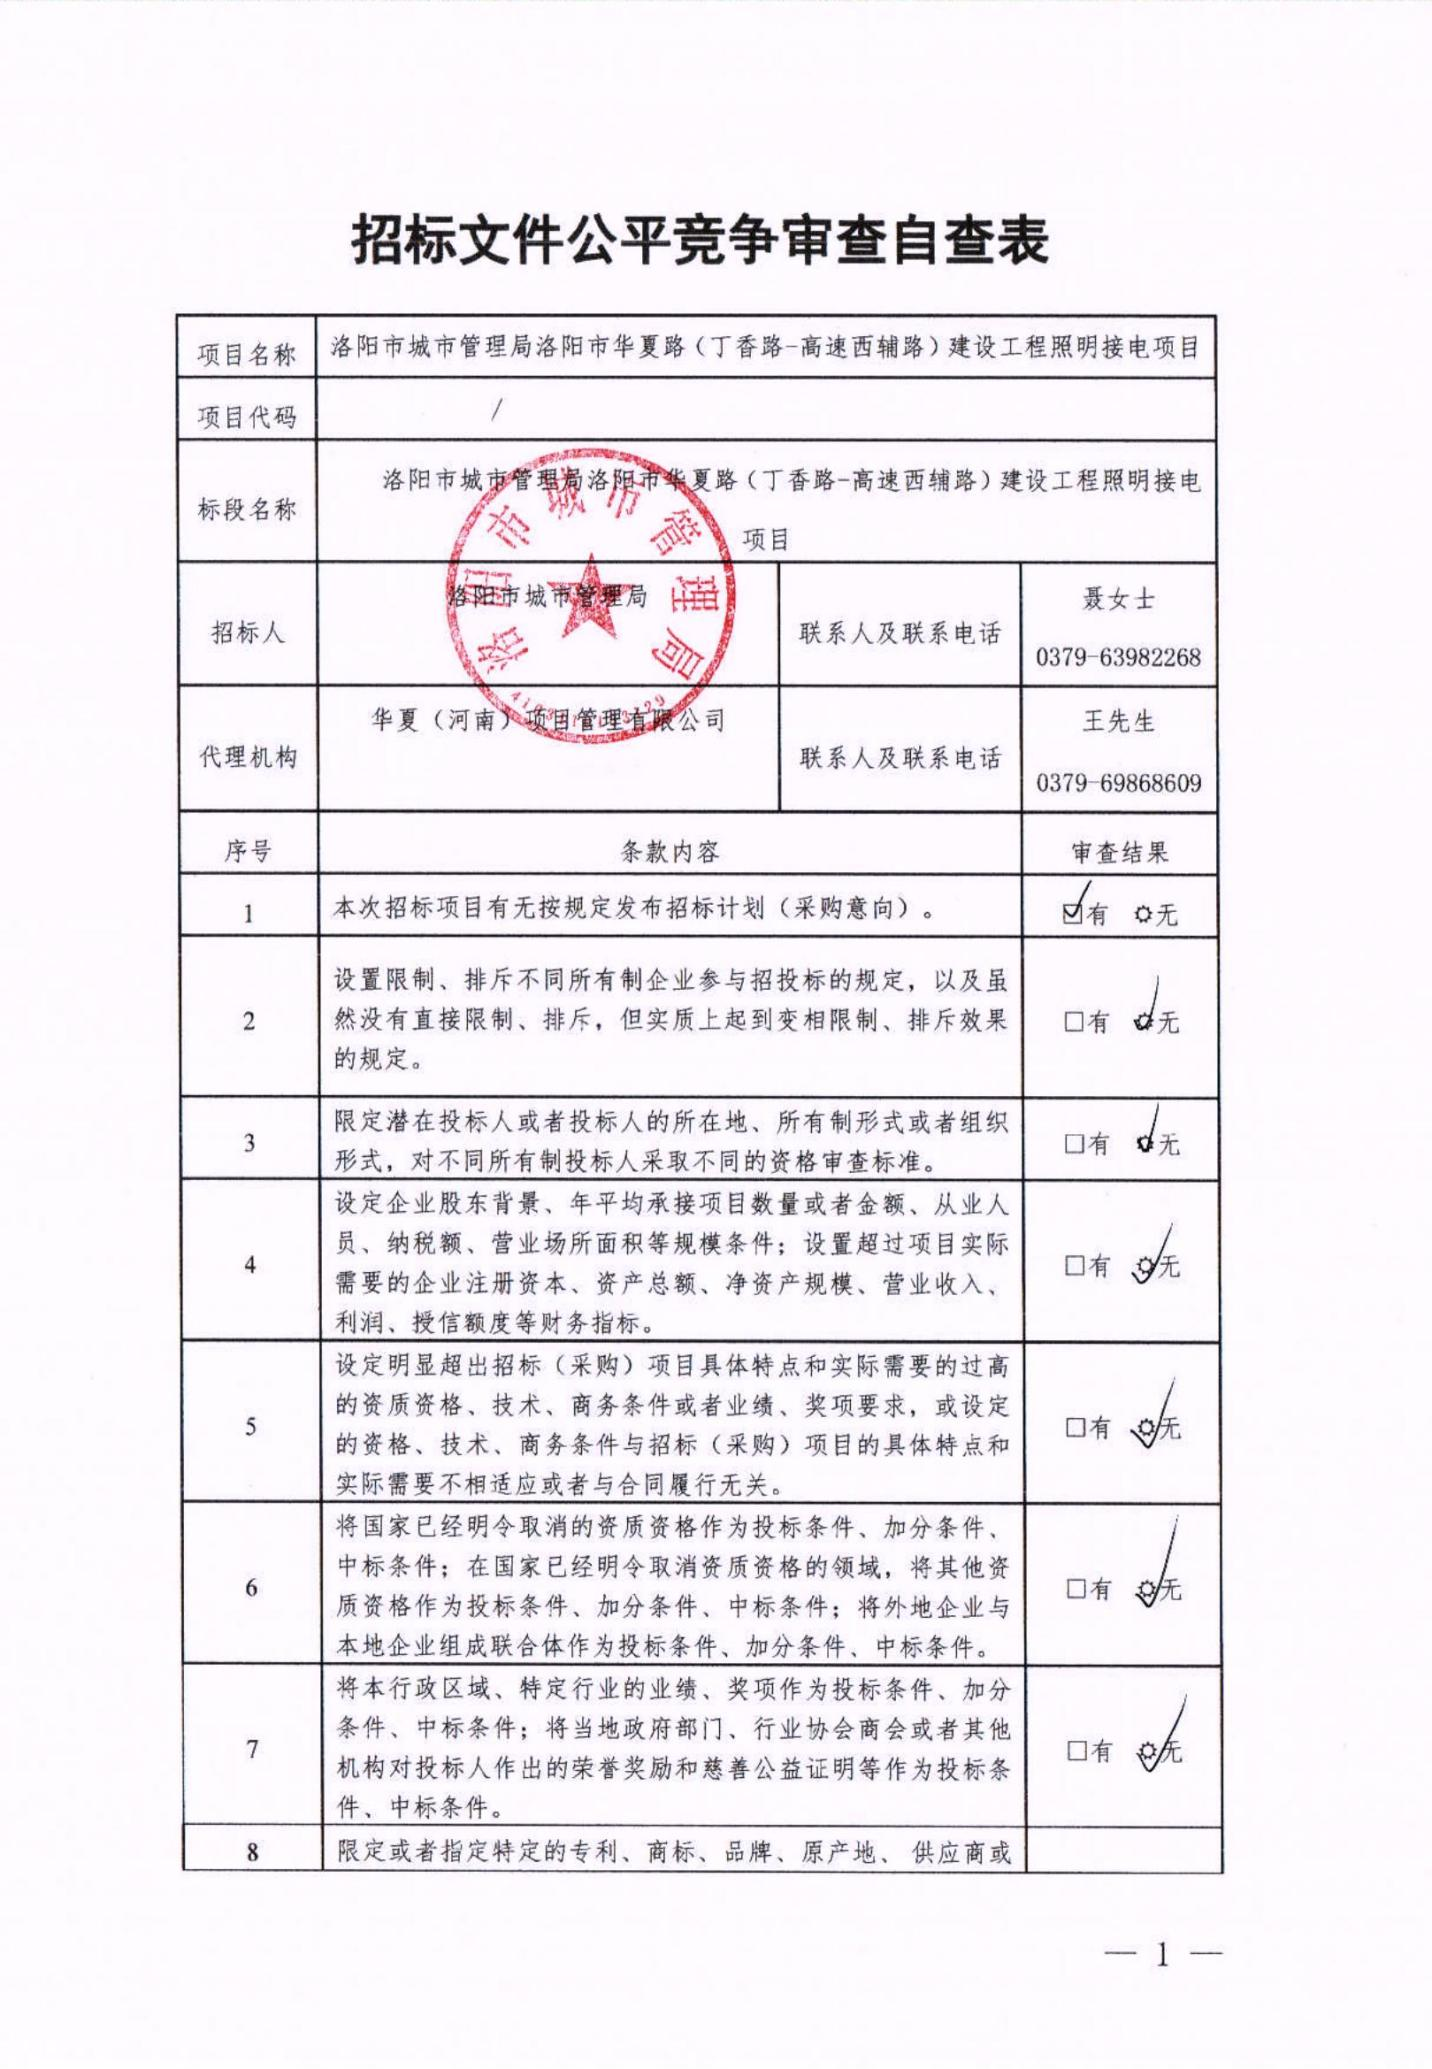 招标文件公平竞争审查自查表
项目名称 洛阳市城市管理局洛阳市华夏路（丁香路-高速西辅路）建设工程照明接电项目
项目代码 /
标段名称 洛阳市城市管理局洛阳市华夏路（丁香路-高速西辅路）建设工程照明接电
项目
招标人 洛阳市城市管理局 联系人及联系电话 聂女士
0379-63982268
代理机构 华夏（河南）项目管理有限公司 联系人及联系电话 王先生
0379-69868609
洛阳市城市管理局
序号 条款内容 审查结果
1 本次招标项目有无按规定发布招标计划（采购意向）。 ☑有 无
2 设置限制、排斥不同所有制企业参与招投标的规定，以及虽
然没有直接限制、排斥，但实质上起到变相限制、排斥效果 □有 ✓无
的规定。
3 限定潜在投标人或者投标人的所在地、所有制形式或者组织
形式，对不同所有制投标人采取不同的资格审查标准。 □有 ✓无
4 设定企业股东背景、年平均承接项目数量或者金额、从业人
员、纳税额、营业场所面积等规模条件；设置超过项目实际
需要的企业注册资本、资产总额、净资产规模、营业收入、 □有 ✓无
利润、授信额度等财务指标。
5 设定明显超出招标（采购）项目具体特点和实际需要的过高
的资质资格、技术、商务条件或者业绩、奖项要求，或设定
的资格、技术、商务条件与招标（采购）项目的具体特点和 □有 ✓无
实际需要不相适应或者与合同履行无关。
6 将国家已经明令取消的资质资格作为投标条件、加分条件、
中标条件；在国家已经明令取消资质资格的领域，将其他资
质资格作为投标条件、加分条件、中标条件；将外地企业与 □有 ✓无
本地企业组成联合体作为投标条件、加分条件、中标条件。
7 将本行政区域、特定行业的业绩、奖项作为投标条件、加分
条件、中标条件；将当地政府部门、行业协会商会或者其他
机构对投标人作出的荣誉奖励和慈善公益证明等作为投标条 □有 ✓无
件、中标条件。
8 限定或者指定特定的专利、商标、品牌、原产地、供应商或
— 1 —